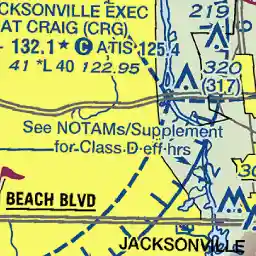 CKSONVILLE EXEC
AT CRAIG (CRG)
219
- 132.1 * C ATIS 125.4
41 *L 40 122.95
320
(317)
See NOTAMs/Supplement
for Class D eff hrs
BEACH BLVD
JACKSONVILLE